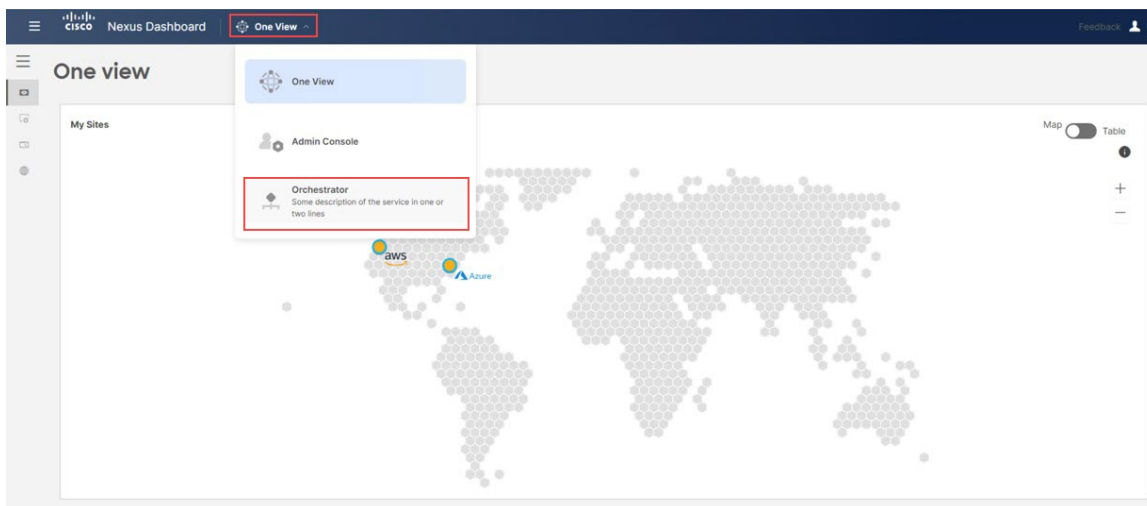 cisco Nexus Dashboard One View Feedback
One view
One View
My Sites
Map Table
Admin Console
Orchestrator
Some description of the service in one or
two lines
aws
Azure